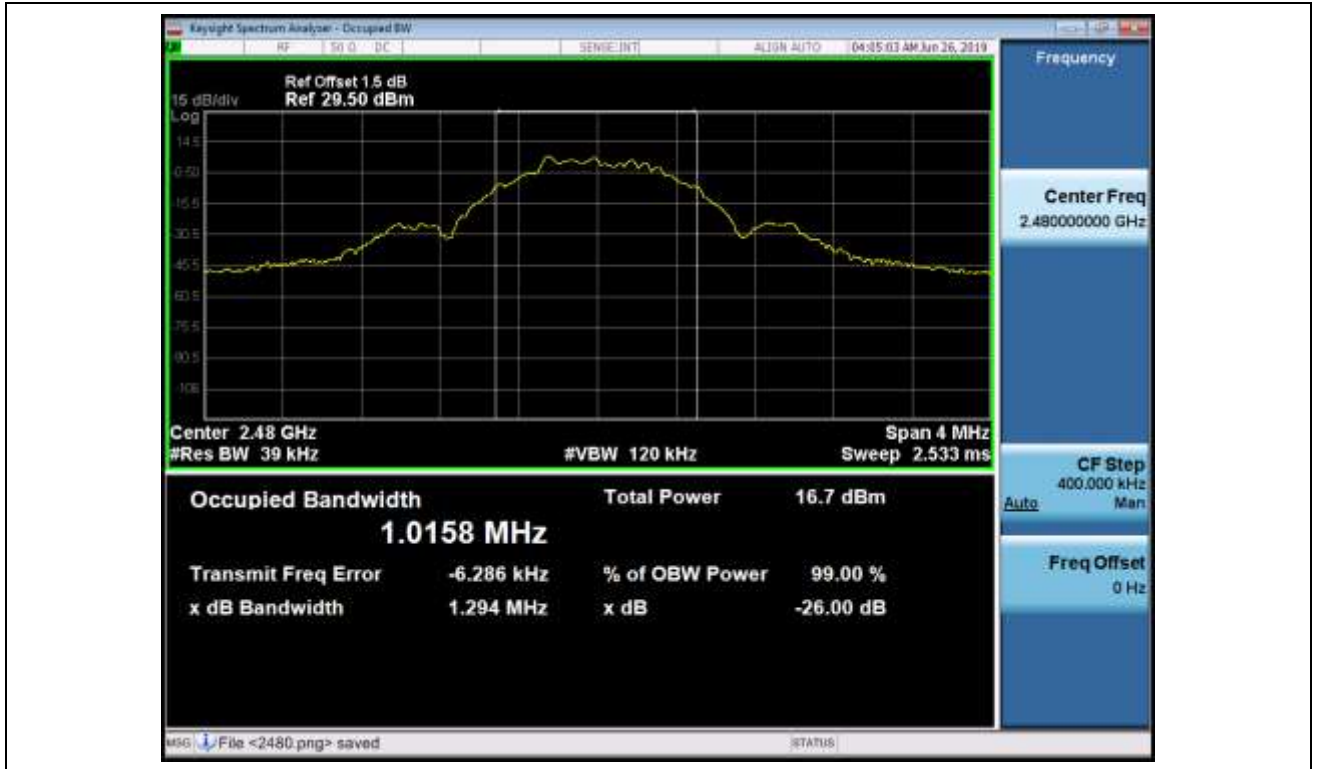 Keysight Spectrum Analyzer - Occupied BW
RF 50 Ω DC SENSE:INT ALIGN AUTO 04:05:03 AM Jun 26, 2019
Frequency
Ref Offset 1.5 dB
15 dB/div Ref 29.50 dBm
Log
14.5
-0.50
-15.5
-30.5
-45.5
-60.5
-75.5
-90.5
-106
Center 2.48 GHz Span 4 MHz
#Res BW 39 kHz #VBW 120 kHz Sweep 2.533 ms
Occupied Bandwidth Total Power 16.7 dBm
1.0158 MHz
Transmit Freq Error -6.286 kHz % of OBW Power 99.00 %
x dB Bandwidth 1.294 MHz x dB -26.00 dB
Center Freq
2.480000000 GHz
CF Step
400.000 kHz
Auto Man
Freq Offset
0 Hz
MSG File <2480.png> saved STATUS